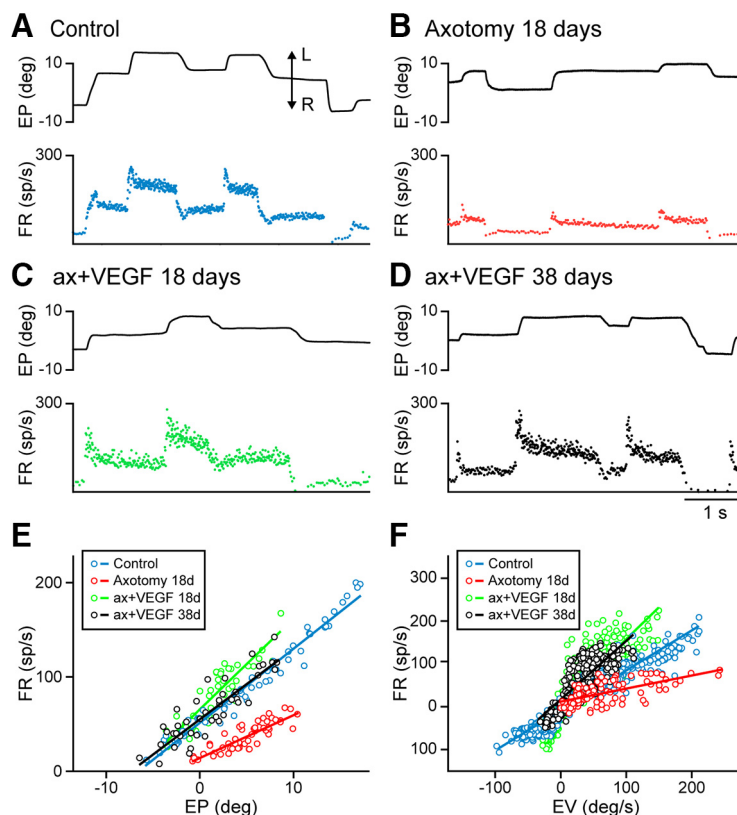 A Control
EP (deg)
10
-10
L
R
FR (sp/s)
300
B Axotomy 18 days
EP (deg)
10
-10
FR (sp/s)
300
C ax+VEGF 18 days
EP (deg)
10
-10
FR (sp/s)
300
D ax+VEGF 38 days
EP (deg)
10
-10
FR (sp/s)
300
1 s
E
Control
Axotomy 18d
ax+VEGF 18d
ax+VEGF 38d
FR (sp/s)
200
100
0
-10 0 10
EP (deg)
F
Control
Axotomy 18d
ax+VEGF 18d
ax+VEGF 38d
FR (sp/s)
300
200
100
0
100
-100 0 100 200
EV (deg/s)